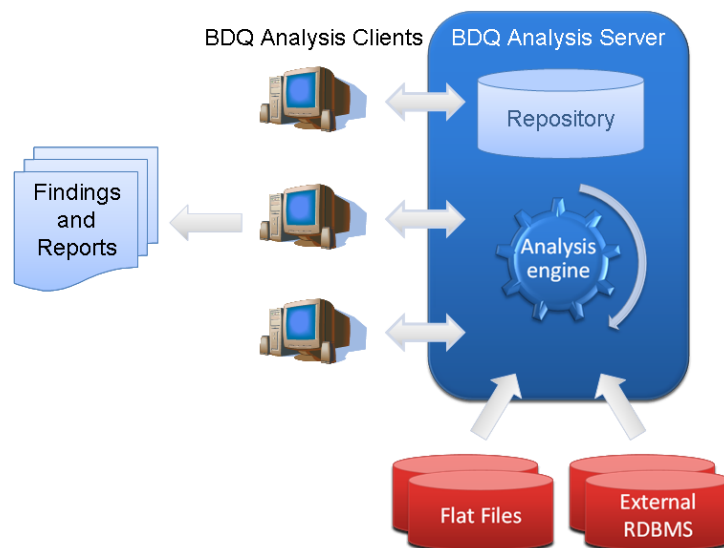 BDQ Analysis Clients
BDQ Analysis Server
Repository
Findings
and
Reports
Analysis
engine
Flat Files
External
RDBMS